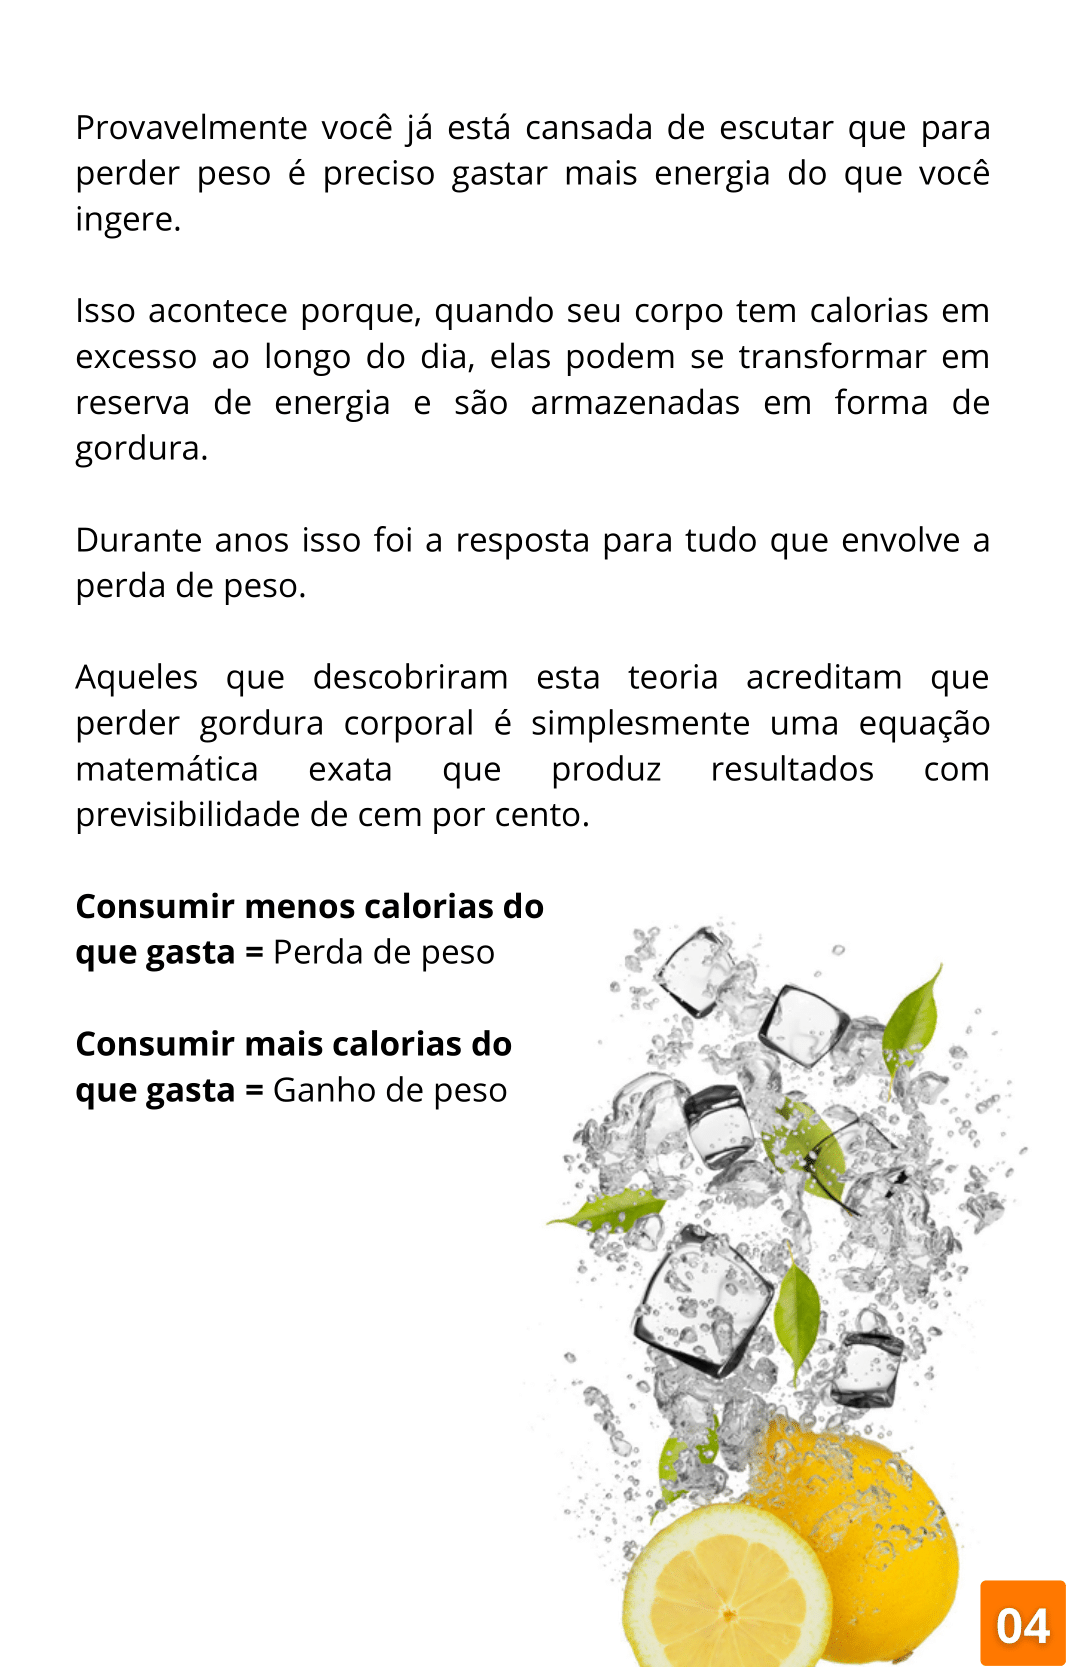 Provavelmente você já está cansada de escutar que para
perder peso é preciso gastar mais energia do que você
ingere.
Isso acontece porque, quando seu corpo tem calorias em
excesso ao longo do dia, elas podem se transformar em
reserva de energia e são armazenadas em forma de
gordura.
Durante anos isso foi a resposta para tudo que envolve a
perda de peso.
Aqueles que descobriram esta teoria acreditam que
perder gordura corporal é simplesmente uma equação
matemática exata que produz resultados com
previsibilidade de cem por cento.
Consumir menos calorias do
que gasta = Perda de peso
Consumir mais calorias do
que gasta = Ganho de peso
04